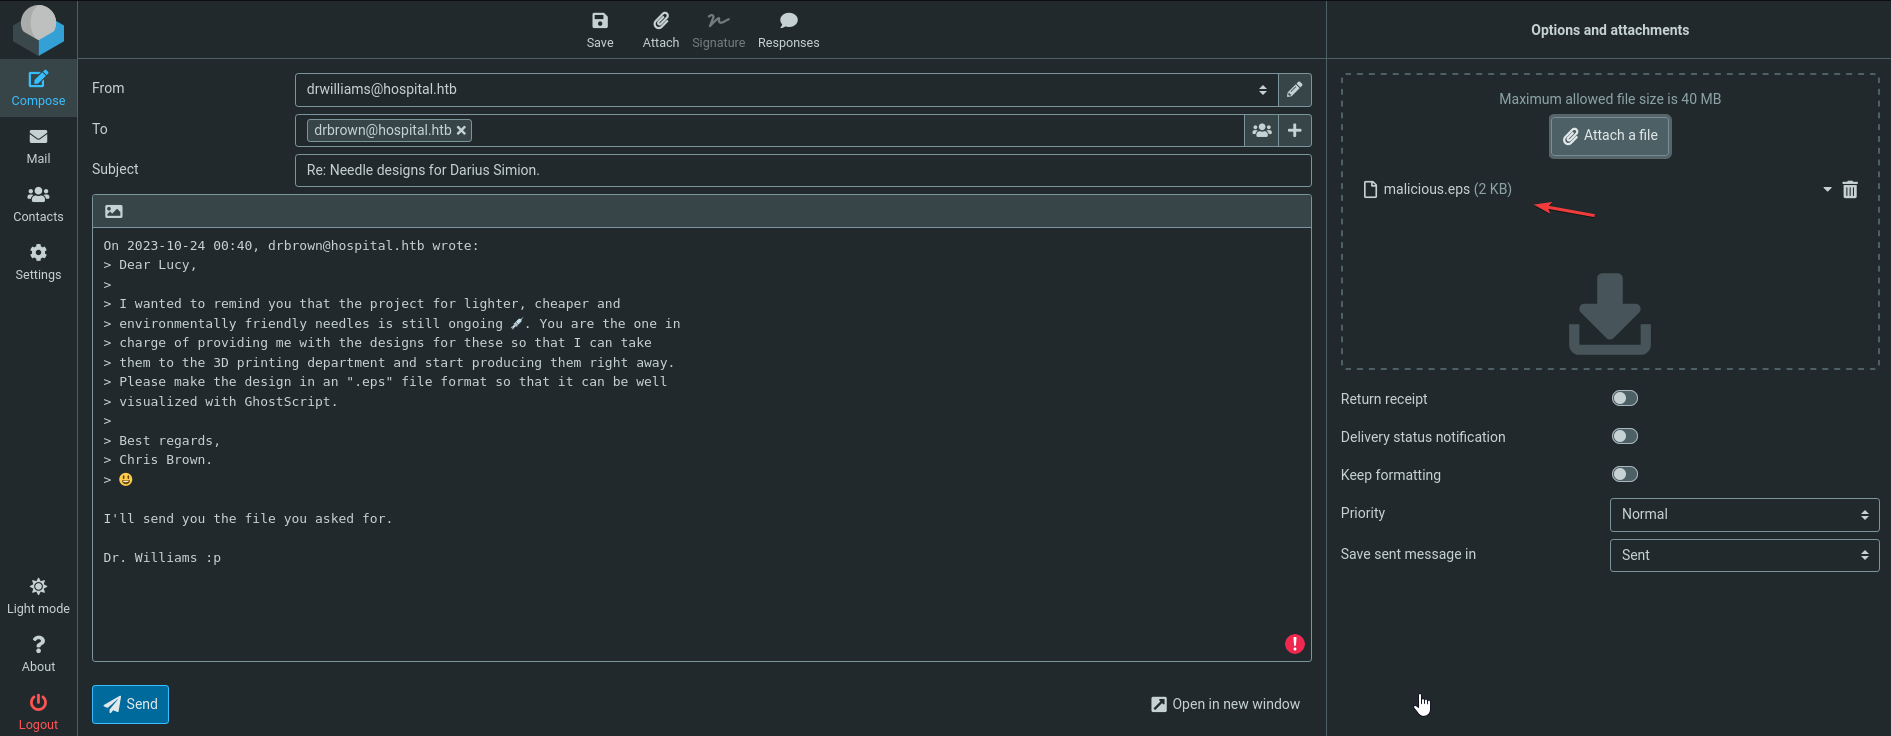 Save
Attach
Signature
Responses
Options and attachments
Compose
Mail
Contacts
Settings
Light mode
About
Logout
From
drwilliams@hospital.htb
To
drbrown@hospital.htb
Subject
Re: Needle designs for Darius Simion.
On 2023-10-24 00:40, drbrown@hospital.htb wrote:
> Dear Lucy,
>
> I wanted to remind you that the project for lighter, cheaper and
> environmentally friendly needles is still ongoing 💉. You are the one in
> charge of providing me with the designs for these so that I can take
> them to the 3D printing department and start producing them right away.
> Please make the design in an ".eps" file format so that it can be well
> visualized with GhostScript.
>
> Best regards,
> Chris Brown.
> 😃
I'll send you the file you asked for.
Dr. Williams :p
Send
Open in new window
Maximum allowed file size is 40 MB
Attach a file
malicious.eps (2 KB)
Return receipt
Delivery status notification
Keep formatting
Priority
Normal
Save sent message in
Sent